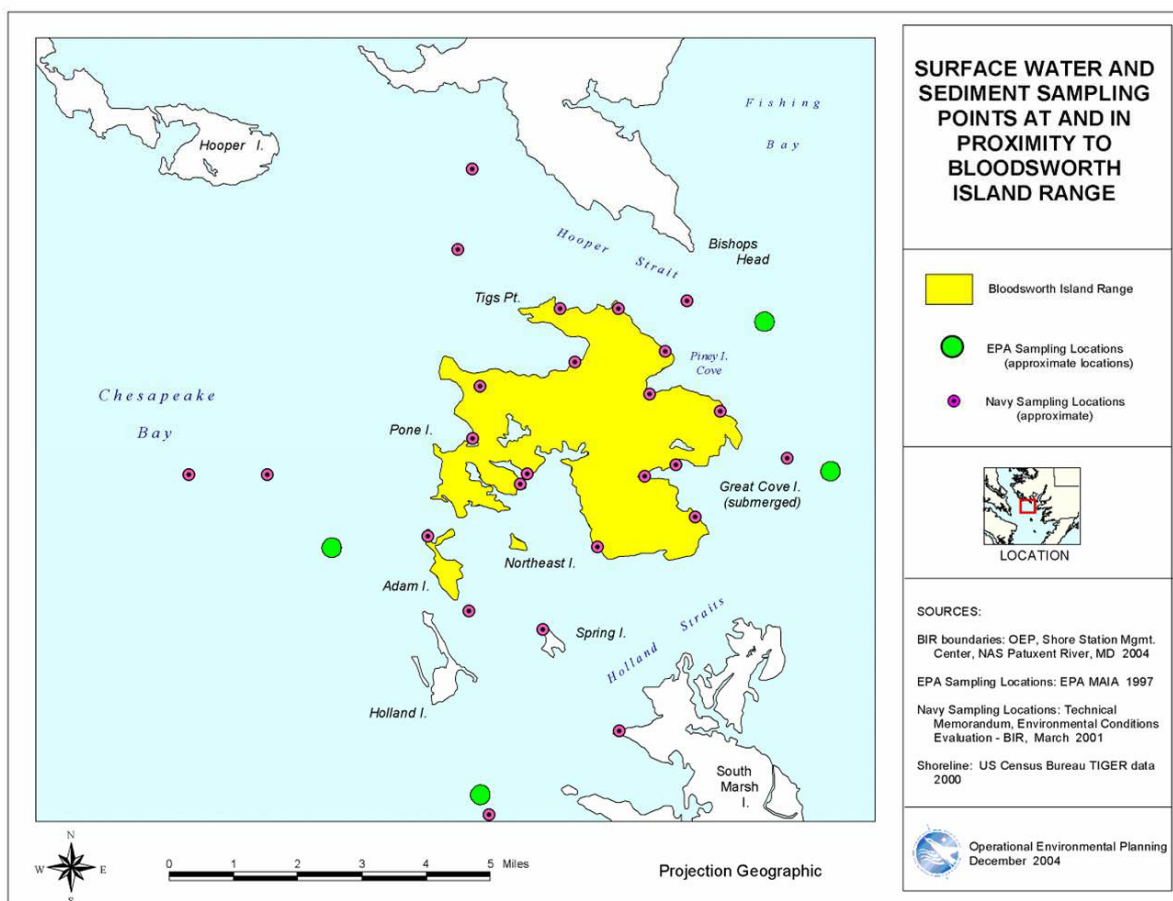 Hooper I.
Fishing
Bay
Hooper Strait
Bishops
Head
Tigs Pt.
Piney I.
Cove
Chesapeake
Bay
Pone I.
Great Cove I.
(submerged)
Northeast I.
Adam I.
Spring I.
Holland Straits
Holland I.
South
Marsh
I.
N
W
E
S
0 1 2 3 4 5 Miles
Projection Geographic
SURFACE WATER AND
SEDIMENT SAMPLING
POINTS AT AND IN
PROXIMITY TO
BLOODSWORTH
ISLAND RANGE
Bloodsworth Island Range
EPA Sampling Locations
(approximate locations)
Navy Sampling Locations
(approximate)
LOCATION
SOURCES:
BIR boundaries: OEP, Shore Station Mgmt.
Center, NAS Patuxent River, MD 2004
EPA Sampling Locations: EPA MAIA 1997
Navy Sampling Locations: Technical
Memorandum, Environmental Conditions
Evaluation - BIR, March 2001
Shoreline: US Census Bureau TIGER data
2000
Operational Environmental Planning
December 2004